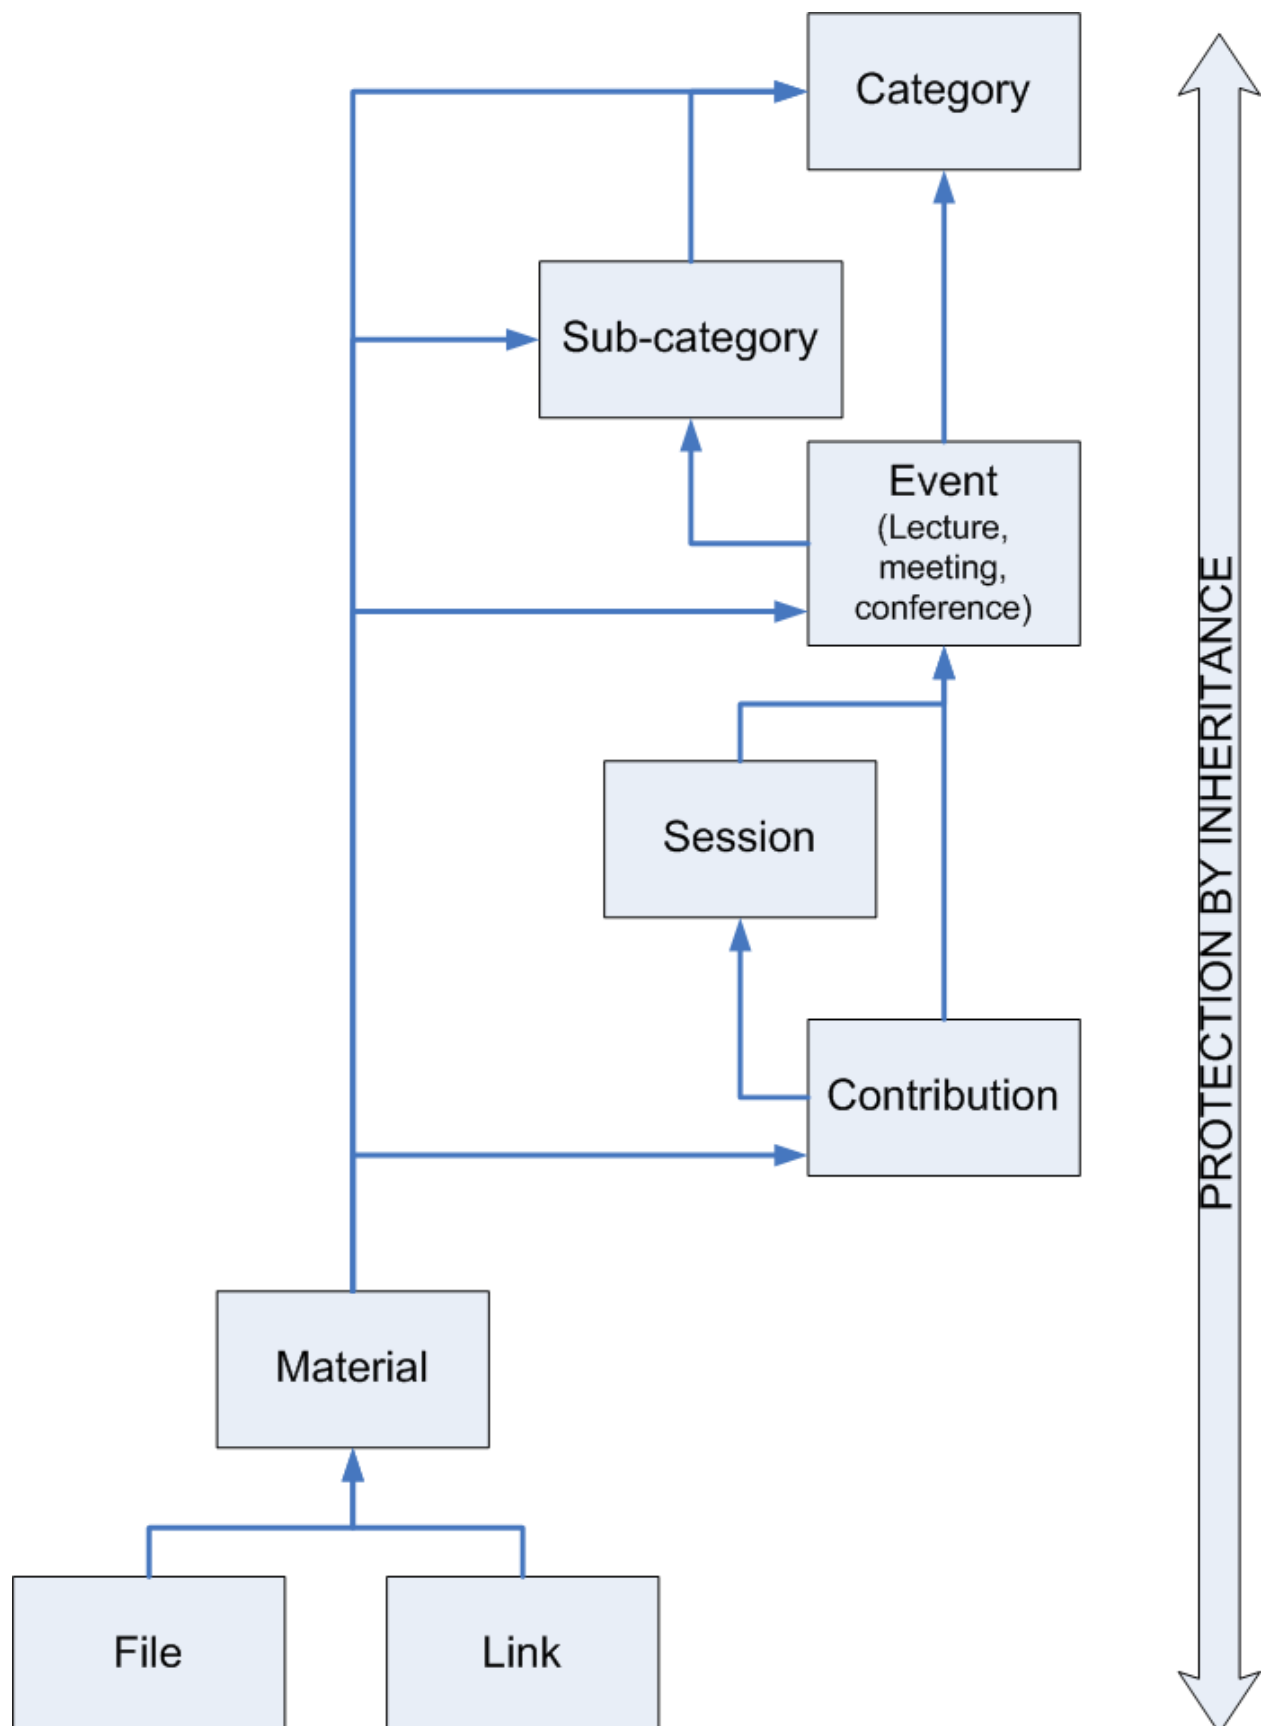 Category
Sub-category
Event
(Lecture,
meeting,
conference)
Session
Contribution
Material
File
Link
PROTECTION BY INHERITANCE